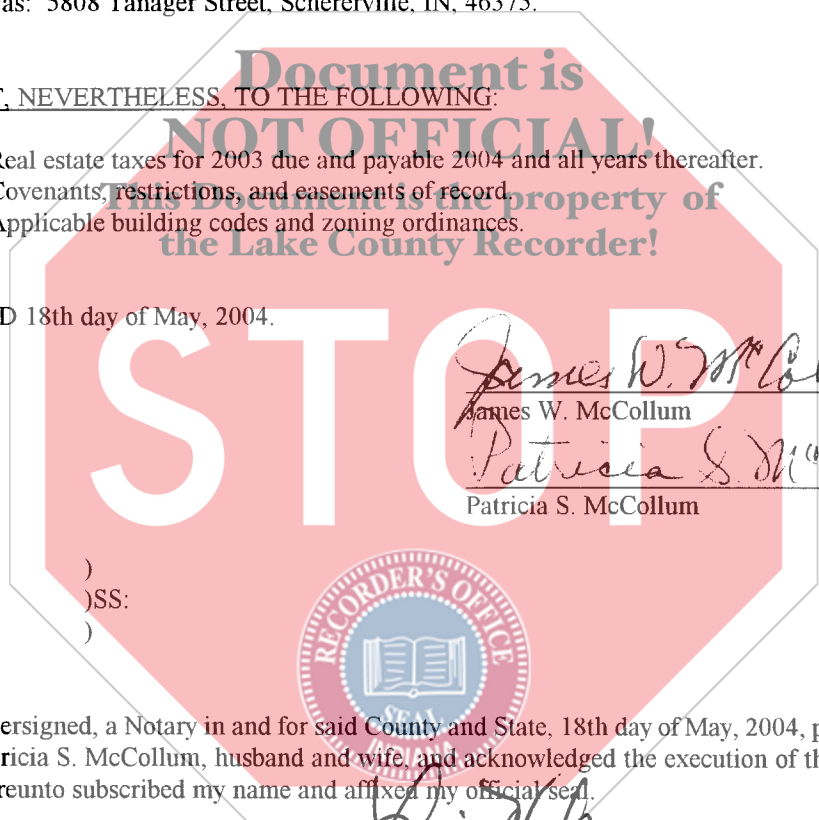 as: 5808 Tanager Street, Schererville, IN, 46375.
Document is
T, NEVERTHELESS, TO THE FOLLOWING:
NOT OFFICIAL!
Real estate taxes for 2003 due and payable 2004 and all years thereafter.
Covenants, restrictions, and easements of record.
This Document is the property of
Applicable building codes and zoning ordinances.
the Lake County Recorder!
D 18th day of May, 2004.
STOP
James W. McCo
James W. McCollum
Patricia S. Mc
Patricia S. McCollum
)
)SS:
)
RECORDER'S OFFICE
SEAL
INDIANA
ersigned, a Notary in and for said County and State, 18th day of May, 2004, p
ricia S. McCollum, husband and wife, and acknowledged the execution of th
reunto subscribed my name and affixed my official seal.